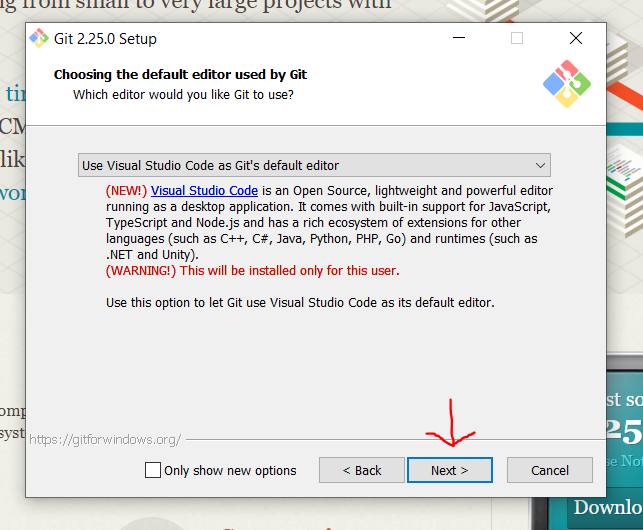 ng from small to very large projects with
Git 2.25.0 Setup
Choosing the default editor used by Git
Which editor would you like Git to use?
Use Visual Studio Code as Git's default editor
(NEW!) Visual Studio Code is an Open Source, lightweight and powerful editor
running as a desktop application. It comes with built-in support for JavaScript,
TypeScript and Node.js and has a rich ecosystem of extensions for other
languages (such as C++, C#, Java, Python, PHP, Go) and runtimes (such as
.NET and Unity).
(WARNING!) This will be installed only for this user.
Use this option to let Git use Visual Studio Code as its default editor.
https://gitforwindows.org/
Only show new options
< Back
Next >
Cancel
tin
CM
lik
wor
omp
syst
st so
25
se Not
Downlo